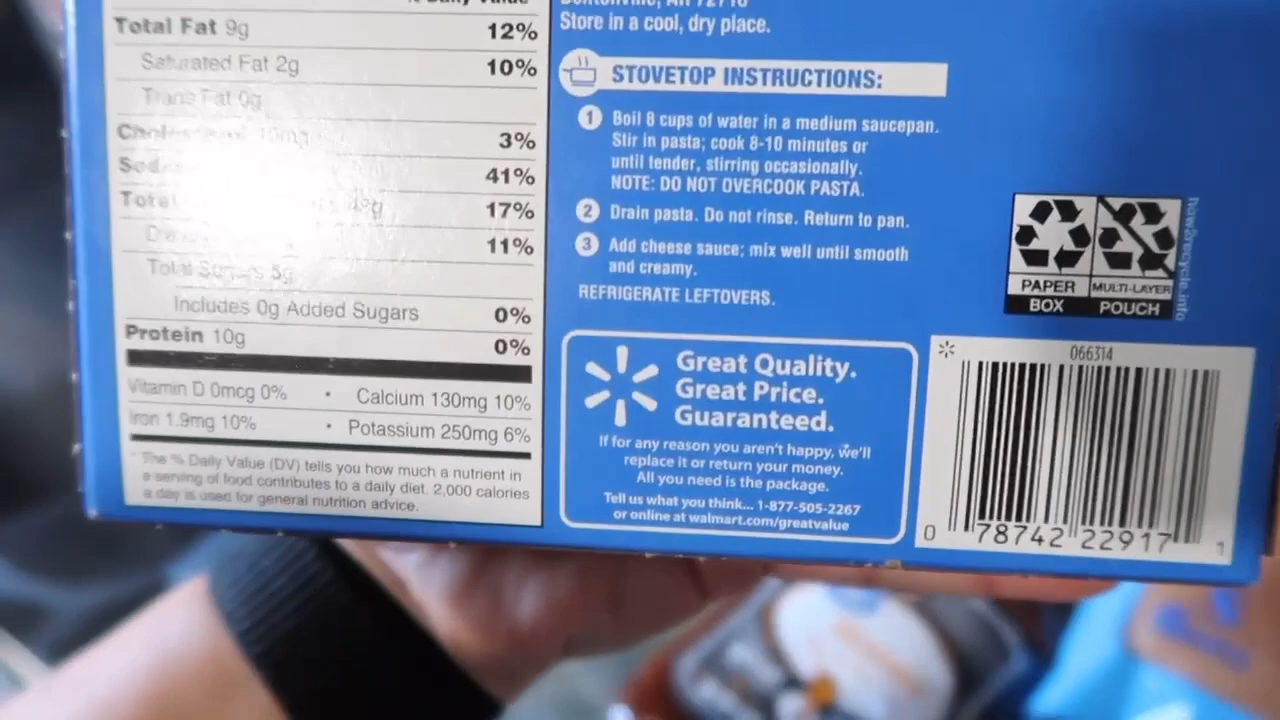 Total Fat 9g 12%
Saturated Fat 2g 10%
Trans Fat 0g
3%
41%
17%
11%
Total Sugars 5g
Includes 0g Added Sugars 0%
Protein 10g 0%
Vitamin D 0mcg 0% • Calcium 130mg 10%
Iron 1.9mg 10% • Potassium 250mg 6%
* The % Daily Value (DV) tells you how much a nutrient in
a serving of food contributes to a daily diet. 2,000 calories
a day is used for general nutrition advice.
Store in a cool, dry place.
STOVETOP INSTRUCTIONS:
1 Boil 8 cups of water in a medium saucepan.
Stir in pasta; cook 8-10 minutes or
until tender, stirring occasionally.
NOTE: DO NOT OVERCOOK PASTA.
2 Drain pasta. Do not rinse. Return to pan.
3 Add cheese sauce; mix well until smooth
and creamy.
REFRIGERATE LEFTOVERS.
Great Quality.
Great Price.
Guaranteed.
If for any reason you aren't happy, we'll
replace it or return your money.
All you need is the package.
Tell us what you think... 1-877-505-2267
or online at walmart.com/greatvalue
PAPER MULTI-LAYER
BOX POUCH
how2recycle.info
066314
0 78742 22917 1